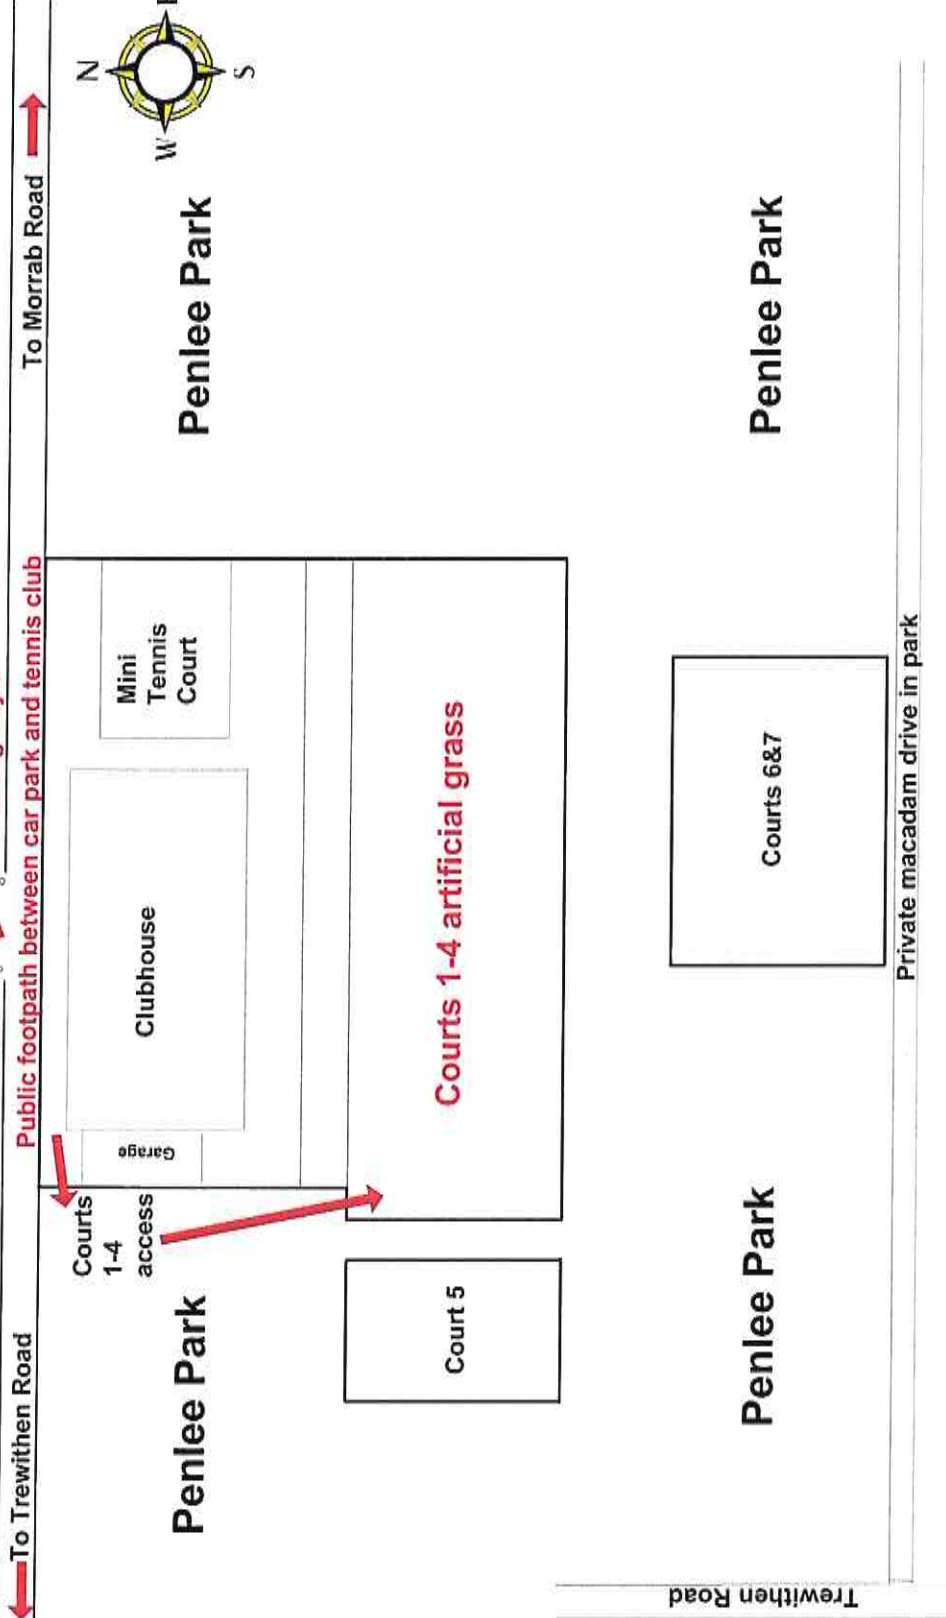 To Trewithen Road
To Morrab Road
Public footpath between car park and tennis club
N
W
S
Courts
1-4
access
Garage
Clubhouse
Mini
Tennis
Court
Penlee Park
Penlee Park
Court 5
Courts 1-4 artificial grass
Penlee Park
Courts 6&7
Penlee Park
Trewithen Road
Private macadam drive in park